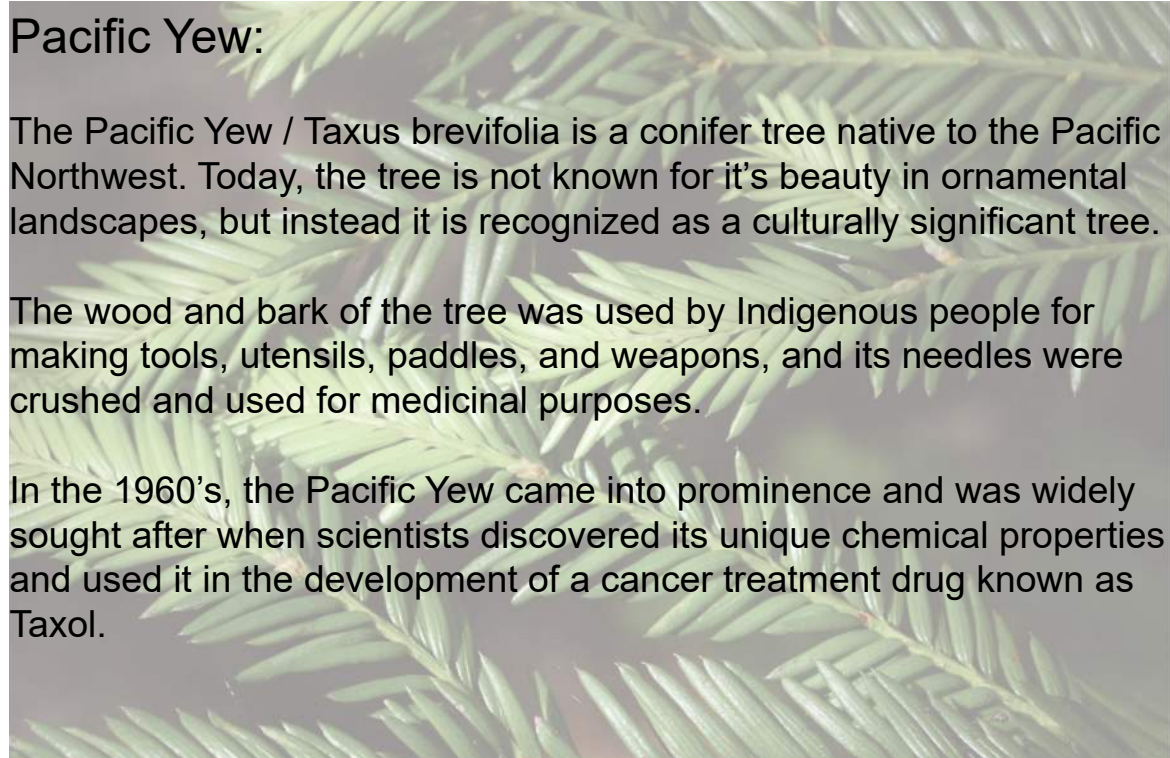 Pacific Yew:
The Pacific Yew / Taxus brevifolia is a conifer tree native to the Pacific
Northwest. Today, the tree is not known for it’s beauty in ornamental
landscapes, but instead it is recognized as a culturally significant tree.
The wood and bark of the tree was used by Indigenous people for
making tools, utensils, paddles, and weapons, and its needles were
crushed and used for medicinal purposes.
In the 1960’s, the Pacific Yew came into prominence and was widely
sought after when scientists discovered its unique chemical properties
and used it in the development of a cancer treatment drug known as
Taxol.